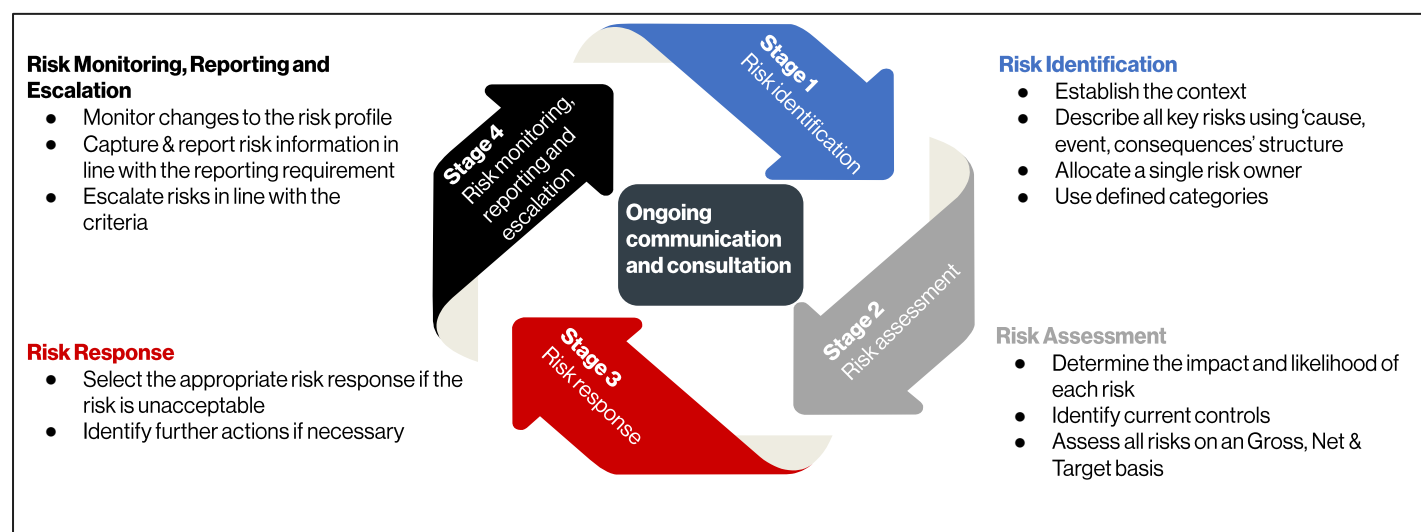 Risk Monitoring, Reporting and
Escalation
● Monitor changes to the risk profile
● Capture & report risk information in
line with the reporting requirement
● Escalate risks in line with the
criteria
Stage 4
Risk monitoring,
reporting and
escalation
Stage 1
Risk identification
Risk Identification
● Establish the context
● Describe all key risks using ‘cause,
event, consequences’ structure
● Allocate a single risk owner
● Use defined categories
Ongoing
communication
and consultation
Risk Response
● Select the appropriate risk response if the
risk is unacceptable
● Identify further actions if necessary
Stage 3
Risk response
Stage 2
Risk assessment
Risk Assessment
● Determine the impact and likelihood of
each risk
● Identify current controls
● Assess all risks on an Gross, Net &
Target basis